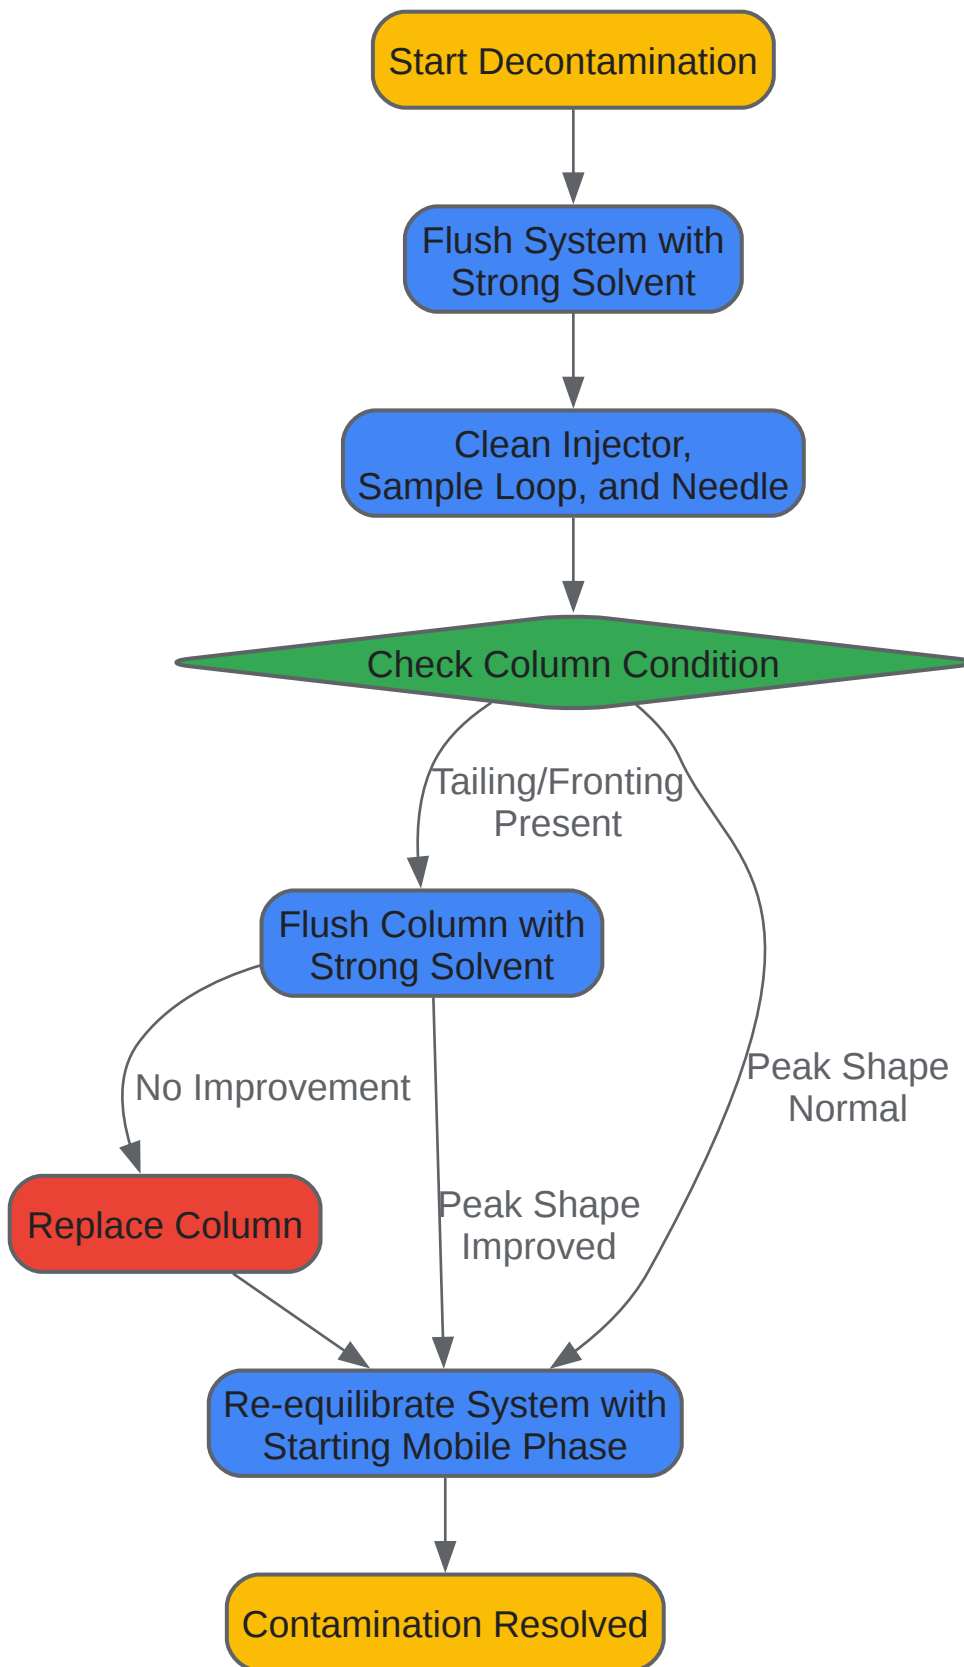 Start Decontamination
Flush System with
Strong Solvent
Clean Injector,
Sample Loop, and Needle
Check Column Condition
Tailing/Fronting
Present
Flush Column with
Strong Solvent
Peak Shape
Normal
No Improvement
Peak Shape
Improved
Replace Column
Re-equilibrate System with
Starting Mobile Phase
Contamination Resolved